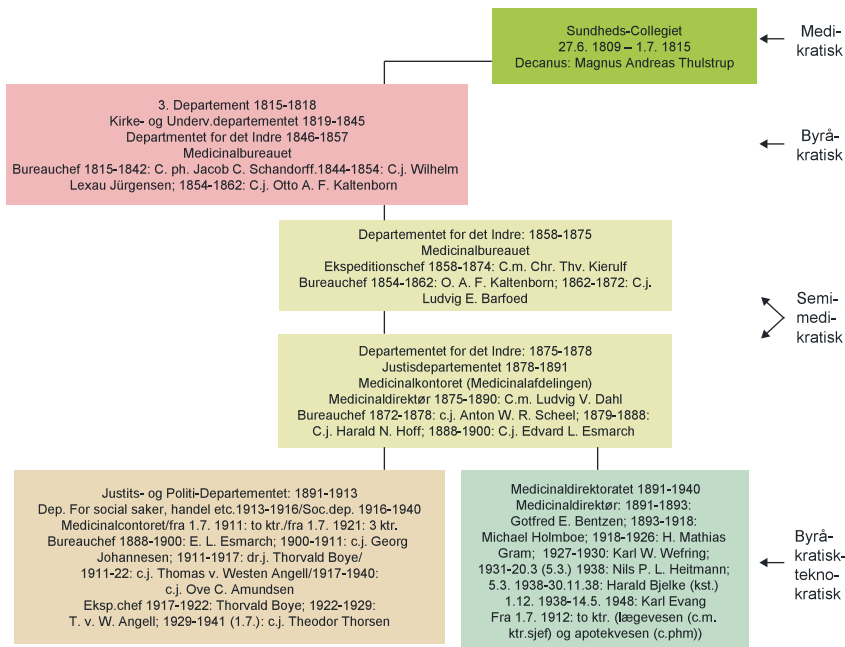 Sundheds-Collegiet
27.6. 1809 – 1.7. 1815
Decanus: Magnus Andreas Thulstrup
Medi-
kratisk
3. Departement 1815-1818
Kirke- og Underv.departementet 1819-1845
Departmentet for det Indre 1846-1857
Medicinalbureauet
Bureauchef 1815-1842: C. ph. Jacob C. Schandorff.1844-1854: C.j. Wilhelm
Lexau Jürgensen; 1854-1862: C.j. Otto A. F. Kaltenborn
Byrå-
kratisk
Departementet for det Indre: 1858-1875
Medicinalbureauet
Ekspeditionschef 1858-1874: C.m. Chr. Thv. Kierulf
Bureauchef 1854-1862: O. A. F. Kaltenborn; 1862-1872: C.j.
Ludvig E. Barfoed
Semi-
medi-
kratisk
Departementet for det Indre: 1875-1878
Justisdepartementet 1878-1891
Medicinalkontoret (Medicinalafdelingen)
Medicinaldirektør 1875-1890: C.m. Ludvig V. Dahl
Bureauchef 1872-1878: c.j. Anton W. R. Scheel; 1879-1888:
C.j. Harald N. Hoff; 1888-1900: C.j. Edvard L. Esmarch
Justits- og Politi-Departementet: 1891-1913
Dep. For social saker, handel etc.1913-1916/Soc.dep. 1916-1940
Medicinalcontoret/fra 1.7. 1911: to ktr./fra 1.7. 1921: 3 ktr.
Bureauchef 1888-1900: E. L. Esmarch; 1900-1911: c.j. Georg
Johannesen; 1911-1917: dr.j. Thorvald Boye/
1911-22: c.j. Thomas v. Westen Angell/1917-1940:
c.j. Ove C. Amundsen
Eksp.chef 1917-1922: Thorvald Boye; 1922-1929:
T. v. W. Angell; 1929-1941 (1.7.): c.j. Theodor Thorsen
Medicinaldirektoratet 1891-1940
Medicinaldirektør: 1891-1893:
Gotfred E. Bentzen; 1893-1918:
Michael Holmboe; 1918-1926: H. Mathias
Gram; 1927-1930: Karl W. Wefring;
1931-20.3 (5.3.) 1938: Nils P. L. Heitmann;
5.3. 1938-30.11.38: Harald Bjelke (kst.)
1.12. 1938-14.5. 1948: Karl Evang
Fra 1.7. 1912: to ktr. (lægevesen (c.m.
ktr.sjef) og apotekvesen (c.phm))
Byrå-
kratisk-
tekno-
kratisk